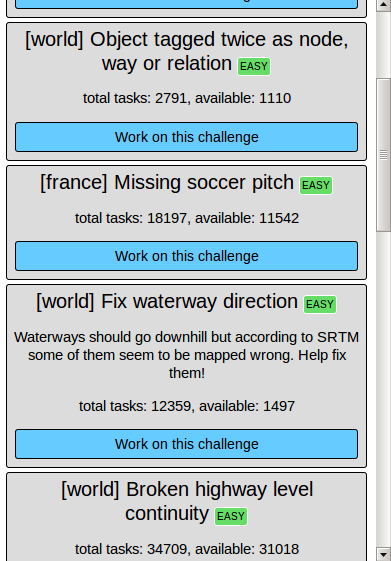 [world] Object tagged twice as node,
way or relation EASY
total tasks: 2791, available: 1110
Work on this challenge
[france] Missing soccer pitch EASY
total tasks: 18197, available: 11542
Work on this challenge
[world] Fix waterway direction EASY
Waterways should go downhill but according to SRTM
some of them seem to be mapped wrong. Help fix
them!
total tasks: 12359, available: 1497
Work on this challenge
[world] Broken highway level
continuity EASY
total tasks: 34709, available: 31018